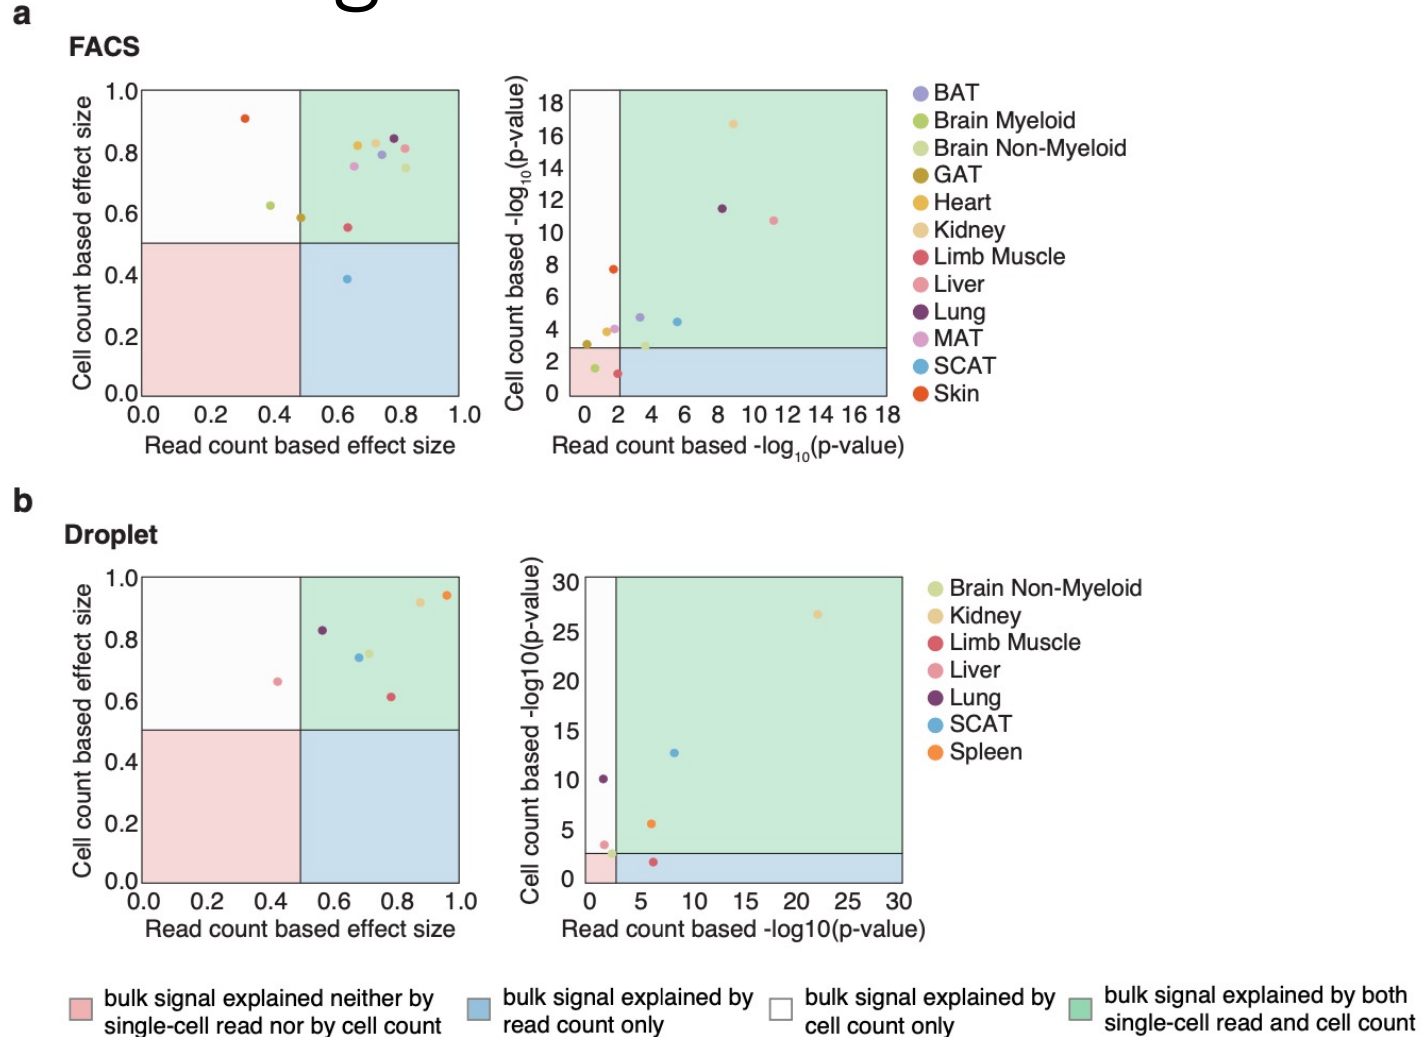 a
FACS
Cell count based effect size
1.0
0.8
0.6
0.4
0.2
0.0
0.0 0.2 0.4 0.6 0.8 1.0
Read count based effect size
Cell count based -log10(p-value)
18
16
14
12
10
8
6
4
2
0
0 2 4 6 8 10 12 14 16 18
Read count based -log10(p-value)
BAT
Brain Myeloid
Brain Non-Myeloid
GAT
Heart
Kidney
Limb Muscle
Liver
Lung
MAT
SCAT
Skin
b
Droplet
Cell count based effect size
1.0
0.8
0.6
0.4
0.2
0.0
0.0 0.2 0.4 0.6 0.8 1.0
Read count based effect size
Cell count based -log10(p-value)
30
25
20
15
10
5
0
0 5 10 15 20 25 30
Read count based -log10(p-value)
Brain Non-Myeloid
Kidney
Limb Muscle
Liver
Lung
SCAT
Spleen
bulk signal explained neither by
single-cell read nor by cell count
bulk signal explained by
read count only
bulk signal explained by
cell count only
bulk signal explained by both
single-cell read and cell count